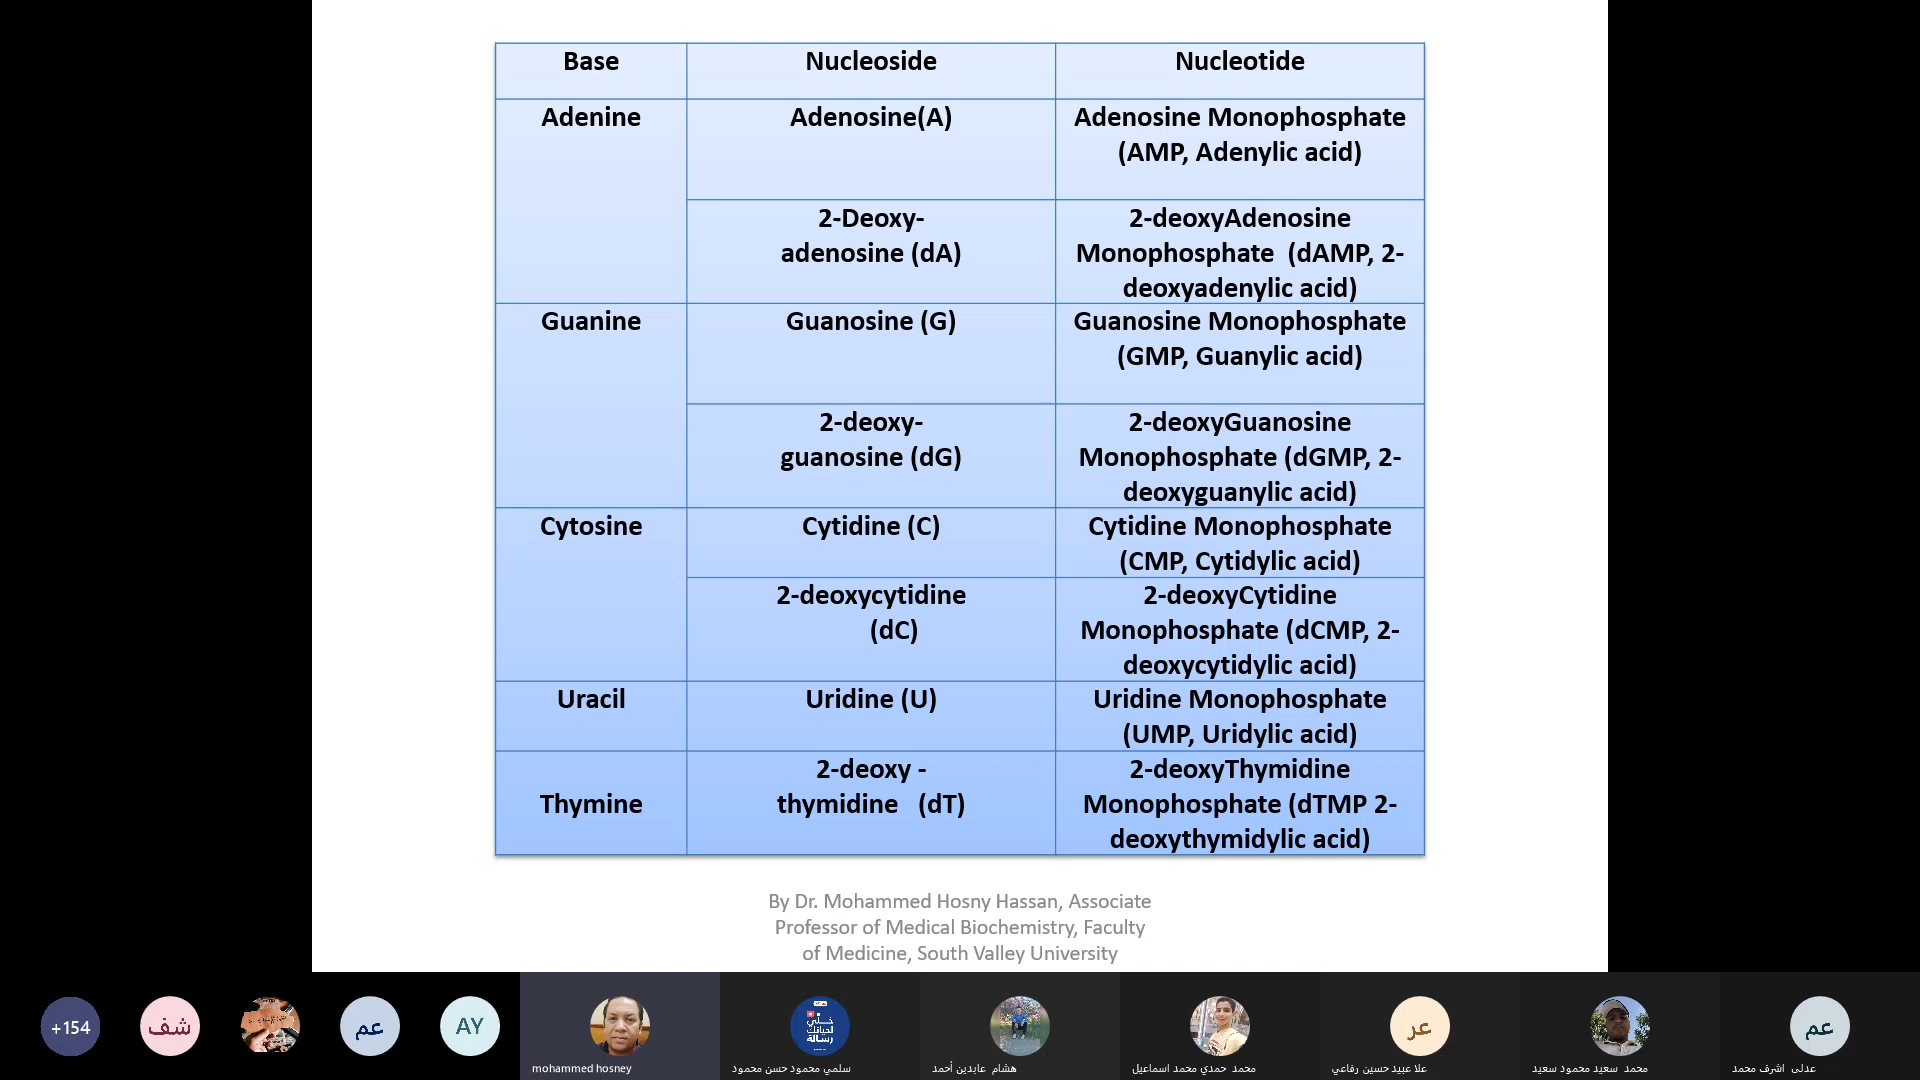 Base Nucleoside Nucleotide
Adenine Adenosine(A) Adenosine Monophosphate
(AMP, Adenylic acid)
2-Deoxy- 2-deoxyAdenosine
adenosine (dA) Monophosphate (dAMP, 2-
deoxyadenylic acid)
Guanine Guanosine (G) Guanosine Monophosphate
(GMP, Guanylic acid)
2-deoxy- 2-deoxyGuanosine
guanosine (dG) Monophosphate (dGMP, 2-
deoxyguanylic acid)
Cytosine Cytidine (C) Cytidine Monophosphate
(CMP, Cytidylic acid)
2-deoxycytidine 2-deoxyCytidine
(dC) Monophosphate (dCMP, 2-
deoxycytidylic acid)
Uracil Uridine (U) Uridine Monophosphate
(UMP, Uridylic acid)
2-deoxy - 2-deoxyThymidine
Thymine thymidine (dT) Monophosphate (dTMP 2-
deoxythymidylic acid)
By Dr. Mohammed Hosny Hassan, Associate
Professor of Medical Biochemistry, Faculty
of Medicine, South Valley University
+154
شف
عم
AY
mohammed hosney
خلي
لحياتك
رسالة
سلمي محمود حسن محمود
هشام عابدين أحمد
محمد حمدي محمد اسماعيل
عر
علا عبيد حسين رفاعي
محمد سعيد محمود سعيد
عم
عدلى اشرف محمد